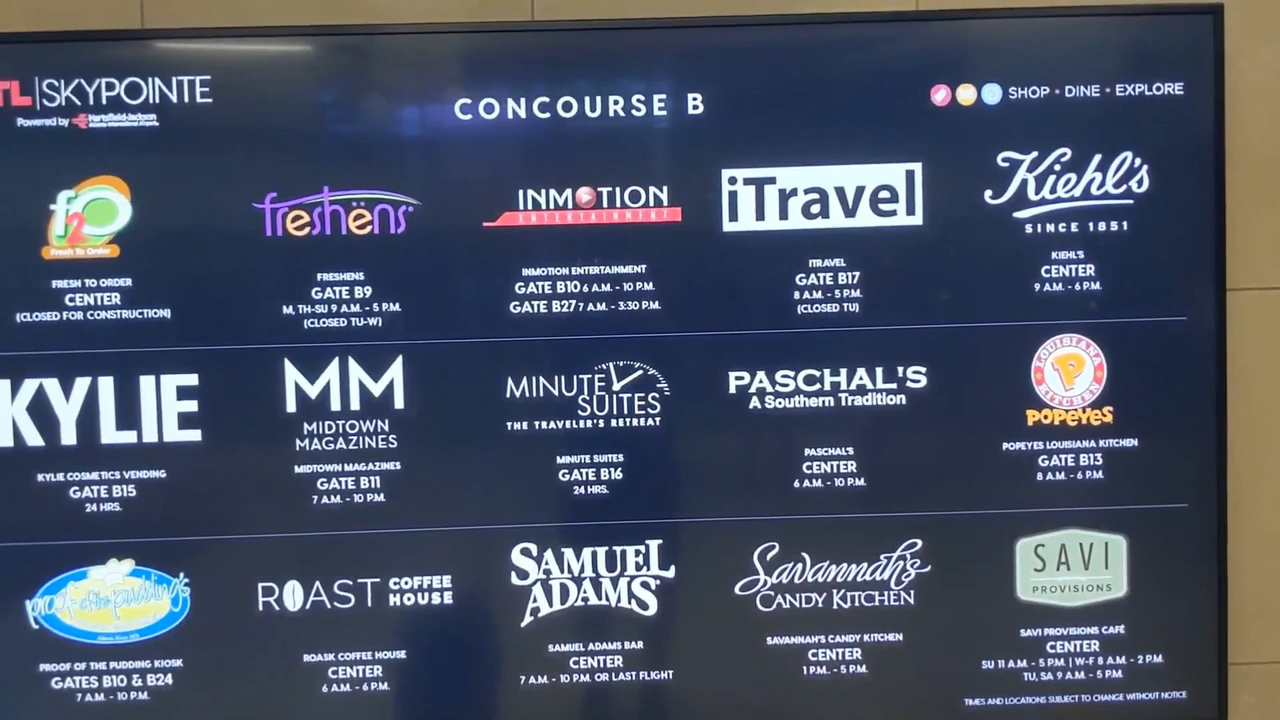 TL|SKYPOINTE
Powered by Hartsfield-Jackson
Atlanta International Airport
CONCOURSE B
SHOP • DINE • EXPLORE
f2O
Fresh To Order
FRESH TO ORDER
CENTER
(CLOSED FOR CONSTRUCTION)
freshëns
FRESHENS
GATE B9
M, TH-SU 9 A.M. - 5 P.M.
(CLOSED TU-W)
INMOTION
ENTERTAINMENT
INMOTION ENTERTAINMENT
GATE B10 6 A.M. - 10 P.M.
GATE B27 7 A.M. - 3:30 P.M.
iTravel
ITRAVEL
GATE B17
8 A.M. - 5 P.M.
(CLOSED TU)
Kiehl's
SINCE 1851
KIEHL'S
CENTER
9 A.M. - 6 P.M.
KYLIE
KYLIE COSMETICS VENDING
GATE B15
24 HRS.
MM
MIDTOWN
MAGAZINES
MIDTOWN MAGAZINES
GATE B11
7 A.M. - 10 P.M.
MINUTE
SUITES
THE TRAVELER'S RETREAT
MINUTE SUITES
GATE B16
24 HRS.
PASCHAL'S
A Southern Tradition
PASCHAL'S
CENTER
6 A.M. - 10 P.M.
LOUISIANA
P
KITCHEN
POPEYES
POPEYES LOUISIANA KITCHEN
GATE B13
8 A.M. - 6 P.M.
proof of the pudding's
PROOF OF THE PUDDING KIOSK
GATES B10 & B24
7 A.M. - 10 P.M.
ROAST COFFEE
HOUSE
ROASK COFFEE HOUSE
CENTER
6 A.M. - 6 P.M.
SAMUEL
ADAMS
SAMUEL ADAMS BAR
CENTER
7 A.M. - 10 P.M. OR LAST FLIGHT
Savannah's
CANDY KITCHEN
SAVANNAH'S CANDY KITCHEN
CENTER
1 P.M. - 5 P.M.
SAVI
PROVISIONS
SAVI PROVISIONS CAFÉ
CENTER
SU 11 A.M. - 5 P.M. | W-F 8 A.M. - 2 P.M.
TU, SA 9 A.M. - 5 P.M.
TIMES AND LOCATIONS SUBJECT TO CHANGE WITHOUT NOTICE